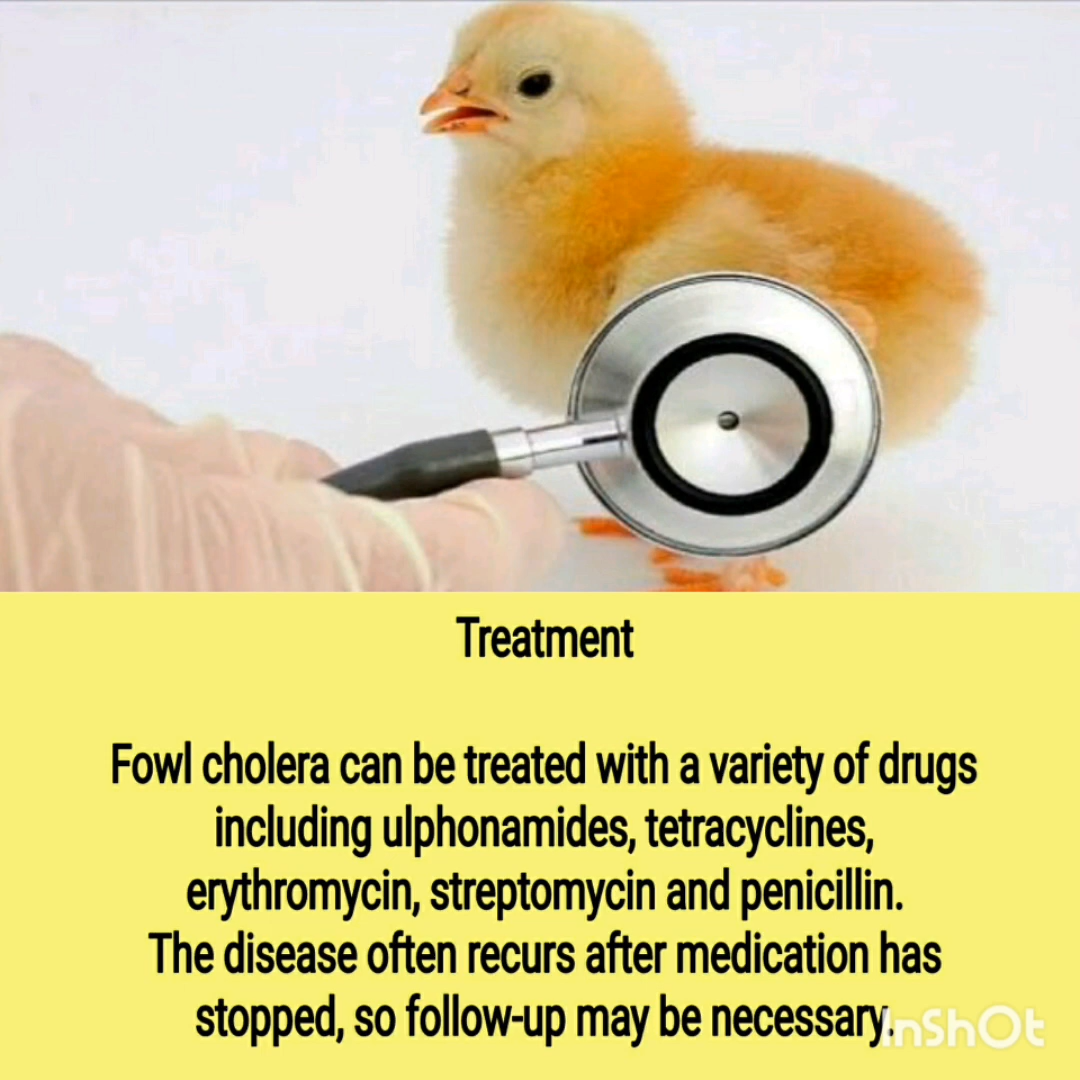 Treatment
Fowl cholera can be treated with a variety of drugs
including ulphonamides, tetracyclines,
erythromycin, streptomycin and penicillin.
The disease often recurs after medication has
stopped, so follow-up may be necessary.
InShOt